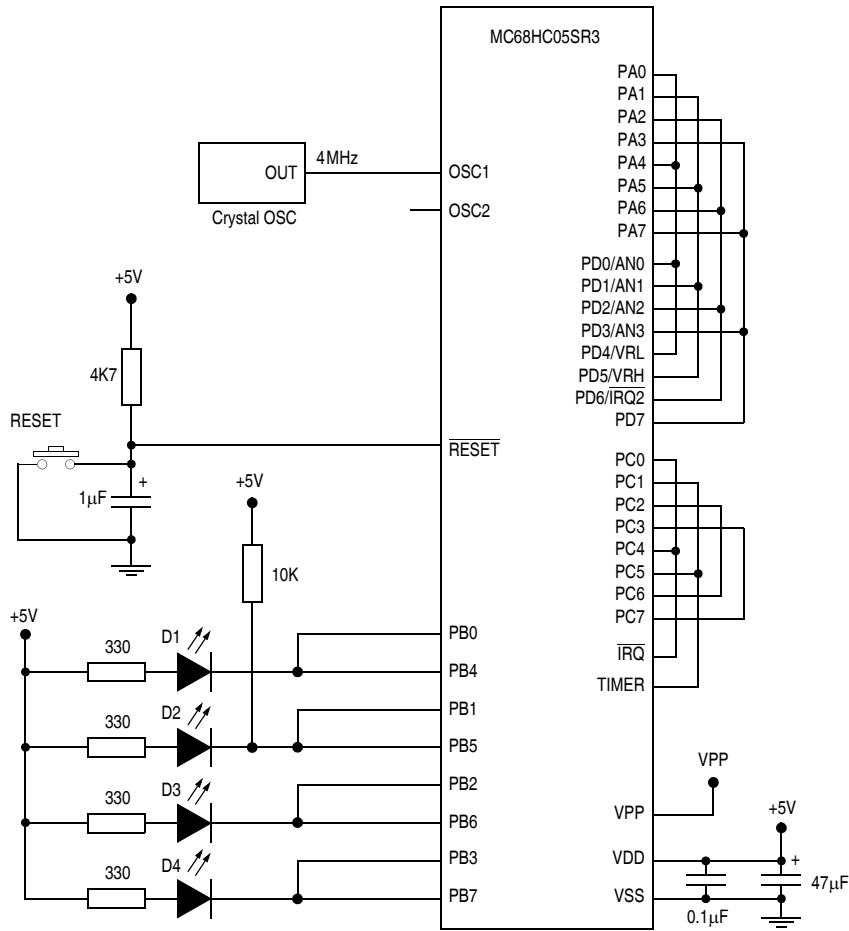 MC68HC05SR3
PA0
PA1
PA2
PA3
PA4
PA5
PA6
PA7
PD0/AN0
PD1/AN1
PD2/AN2
PD3/AN3
PD4/VRL
PD5/VRH
PD6/IRQ2
PD7
PC0
PC1
PC2
PC3
PC4
PC5
PC6
PC7
IRQ
TIMER
VPP
VPP
+5V
VDD
+
47µF
VSS
0.1µF
OUT
4MHz
OSC1
Crystal OSC
OSC2
+5V
4K7
RESET
RESET
+
1µF
+5V
10K
+5V
330
D1
PB0
PB4
330
D2
PB1
PB5
330
D3
PB2
PB6
330
D4
PB3
PB7